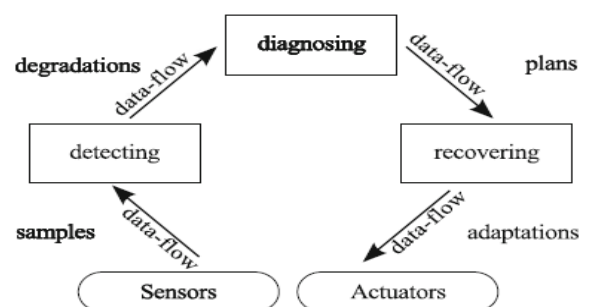 diagnosing
degradations
data-flow
data-flow
plans
detecting
recovering
samples
data-flow
data-flow
adaptations
Sensors
Actuators